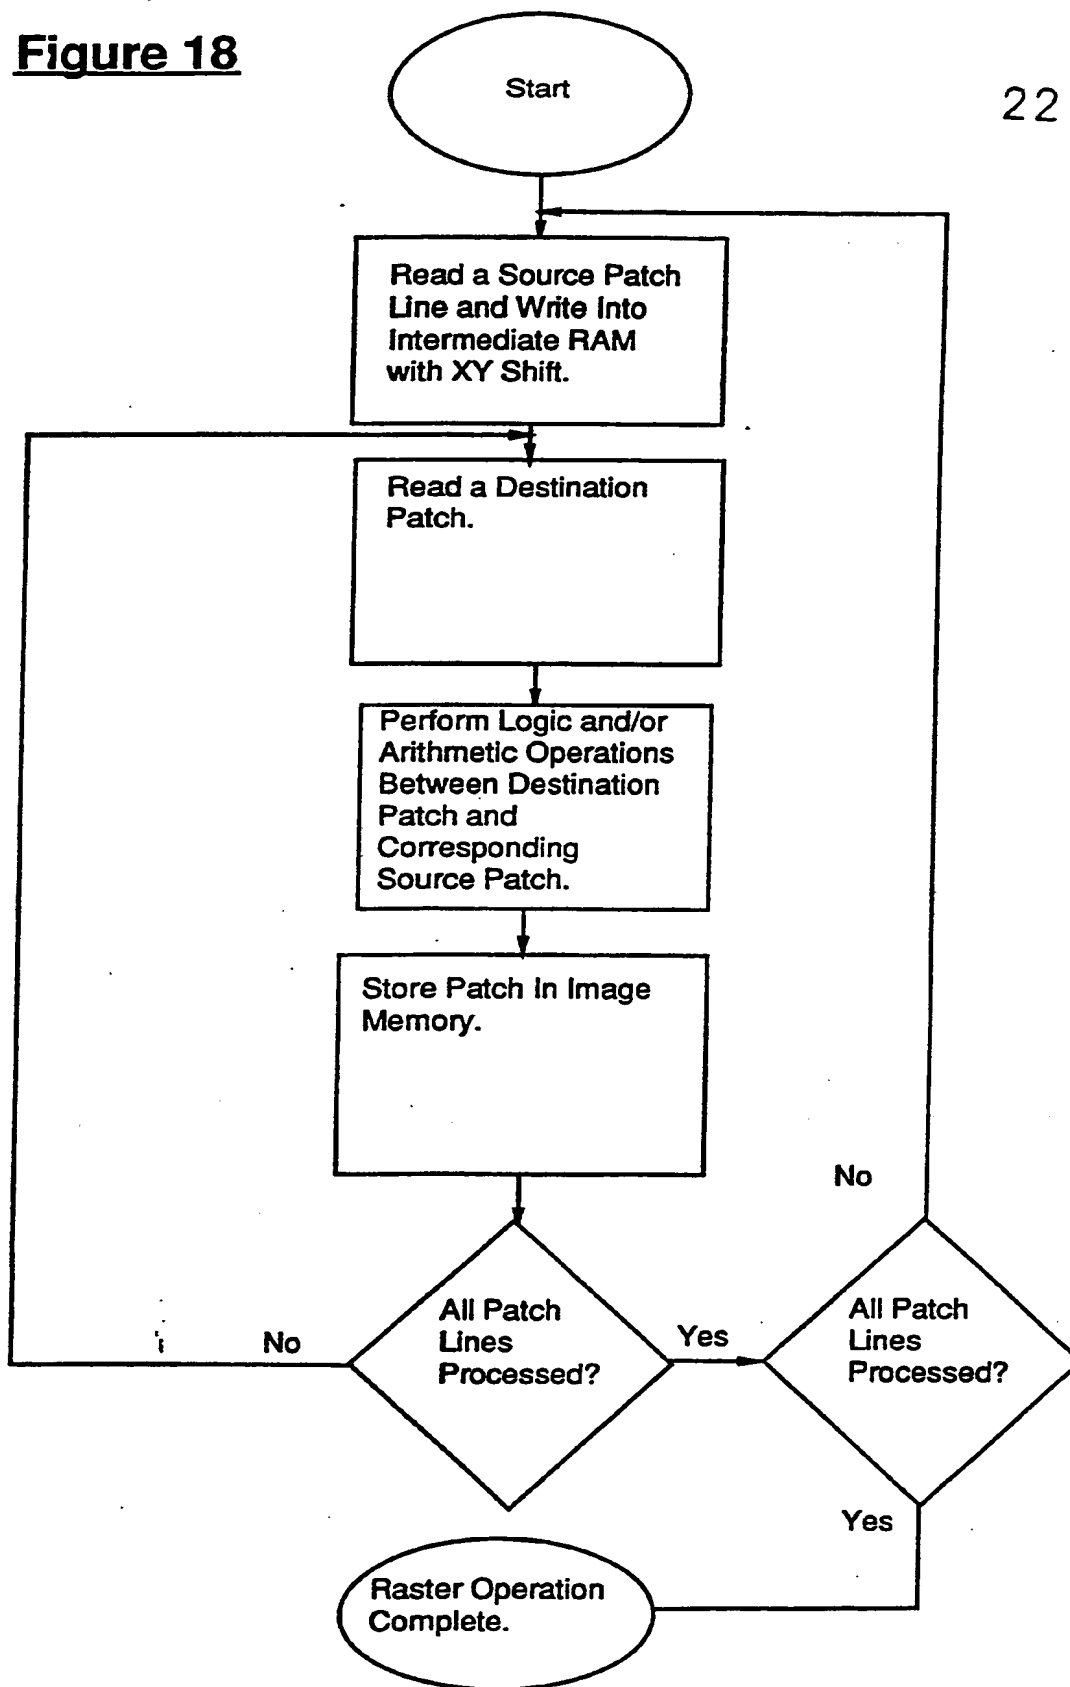 Figure 18
22
Start
Read a Source Patch
Line and Write Into
Intermediate RAM
with XY Shift.
Read a Destination
Patch.
Perform Logic and/or
Arithmetic Operations
Between Destination
Patch and
Corresponding
Source Patch.
Store Patch In Image
Memory.
No
All Patch
Lines
Processed?
No
Yes
All Patch
Lines
Processed?
Yes
Raster Operation
Complete.